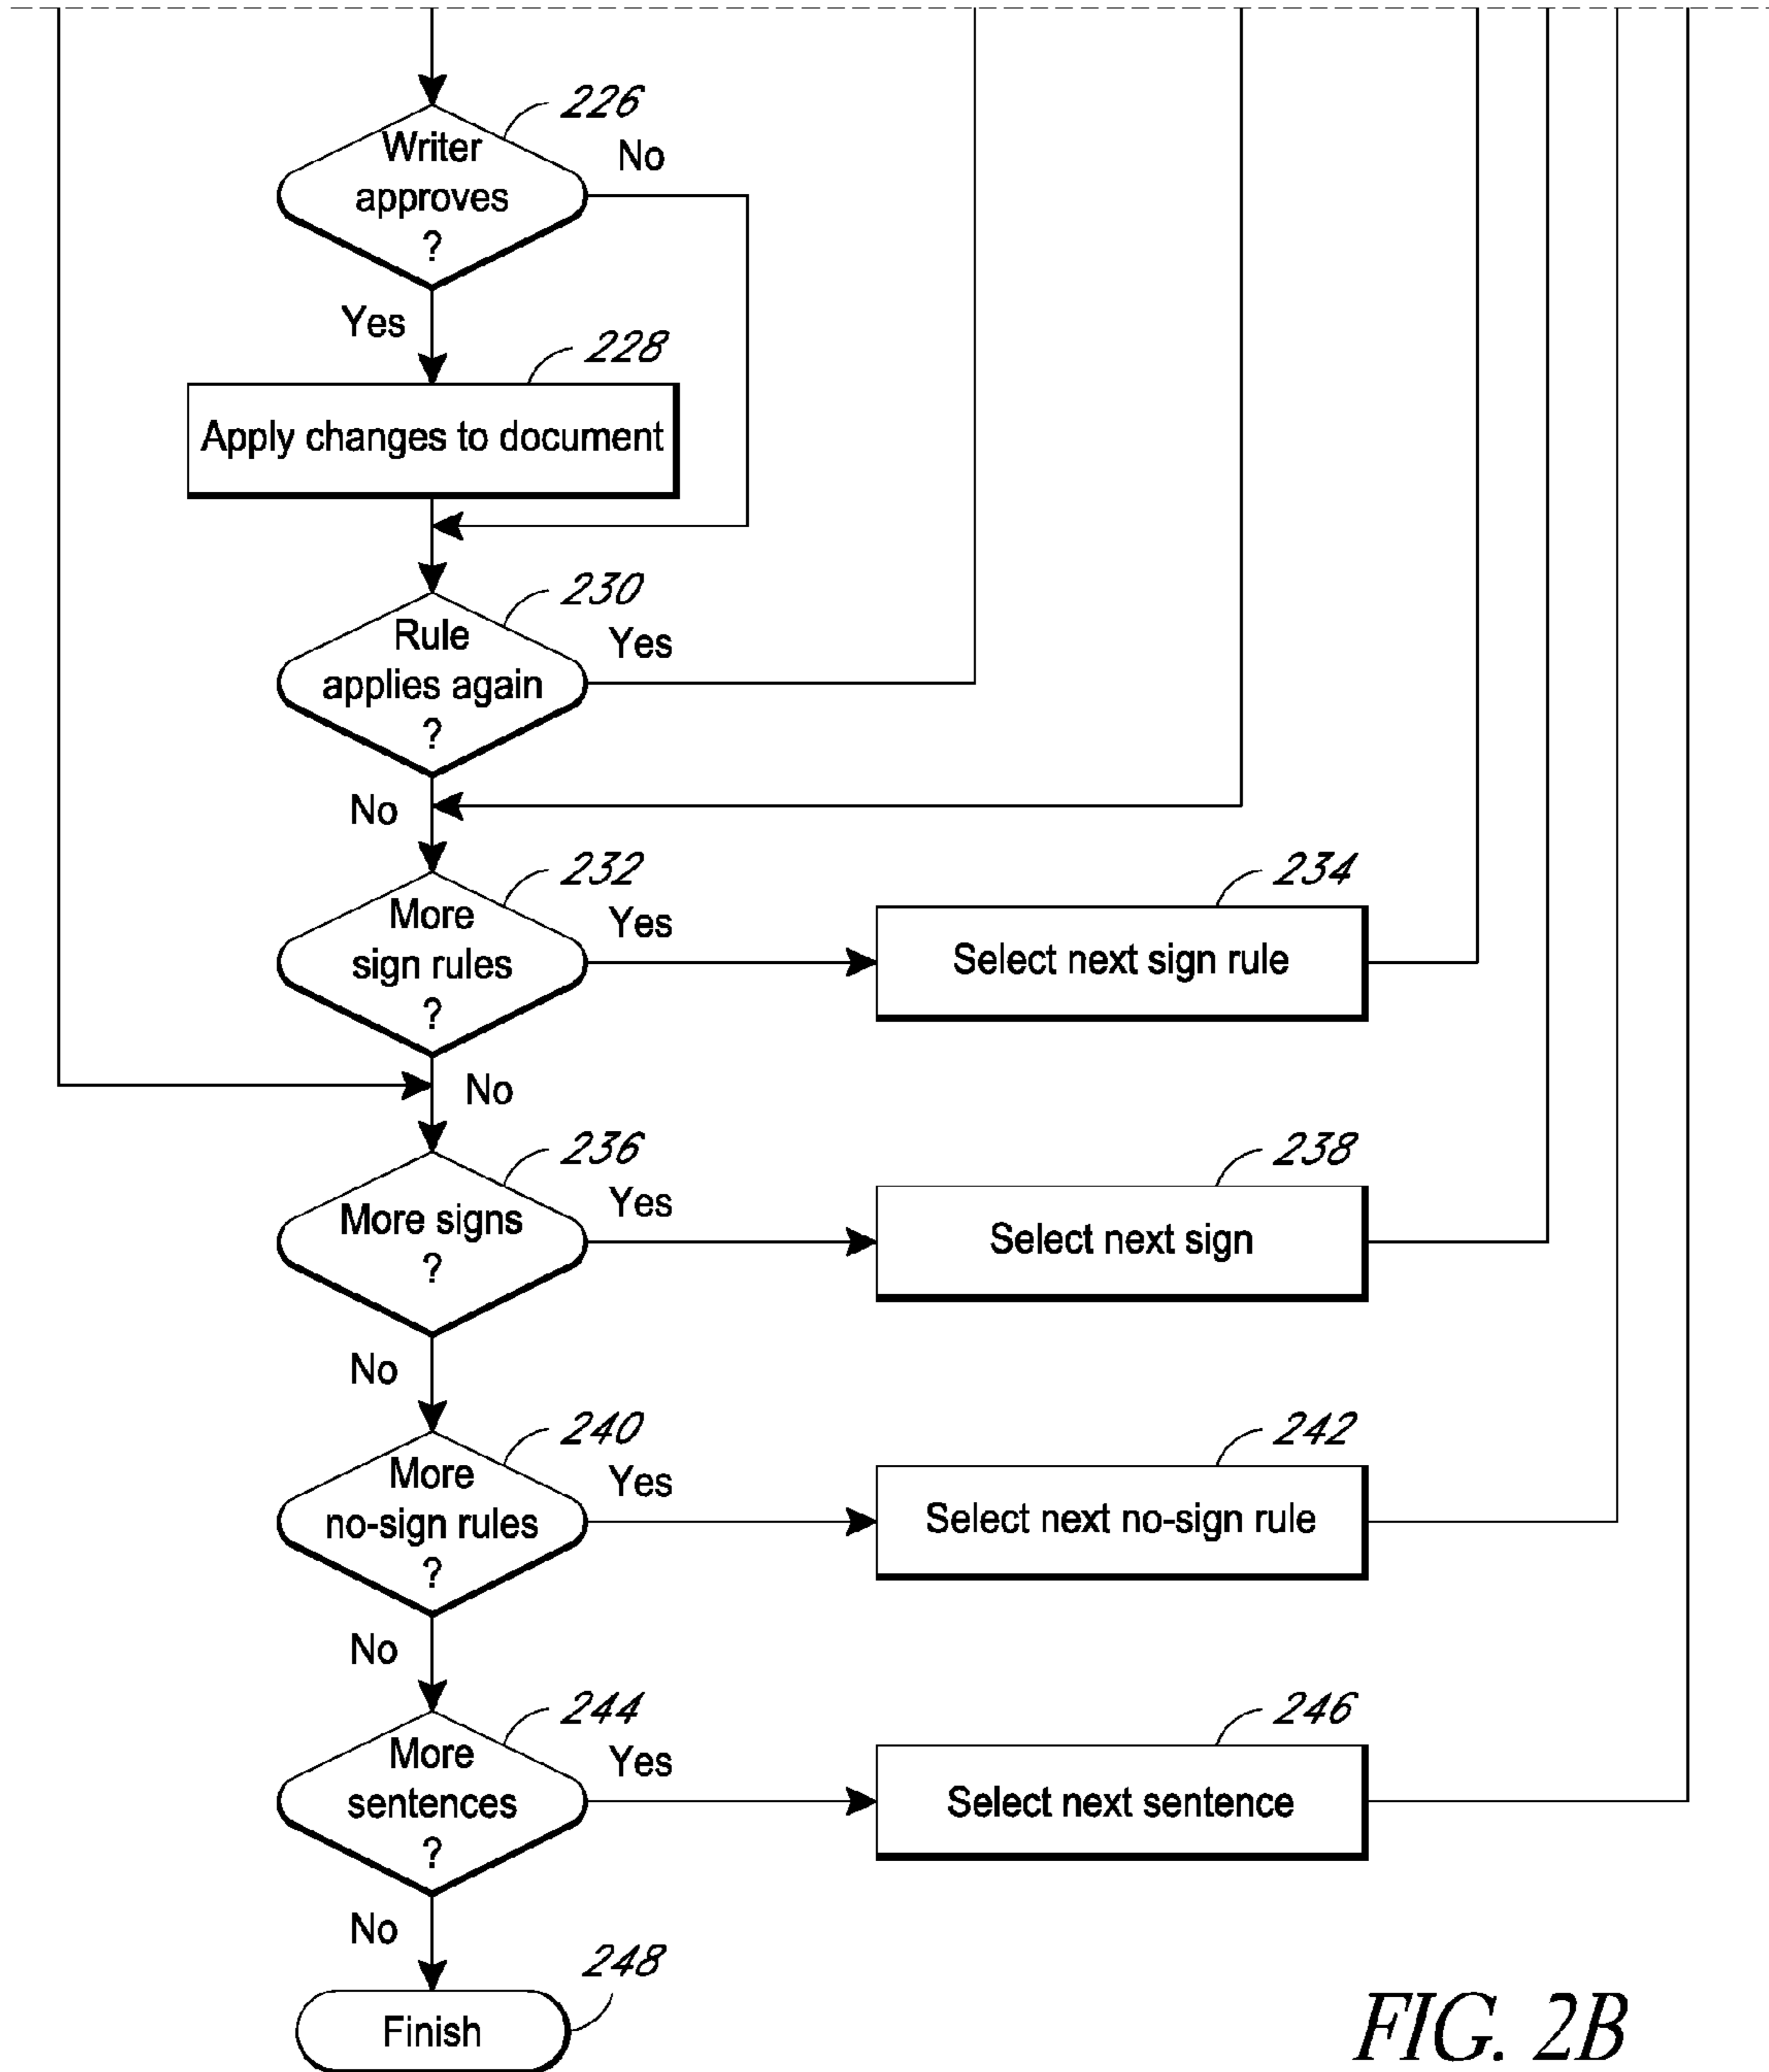 226
Writer
approves
?
No
Yes
228
Apply changes to document
230
Rule
applies again
?
Yes
No
232
More
sign rules
?
Yes
234
Select next sign rule
No
236
More signs
?
Yes
238
Select next sign
No
240
More
no-sign rules
?
Yes
242
Select next no-sign rule
No
244
More
sentences
?
Yes
246
Select next sentence
No
248
Finish
FIG. 2B